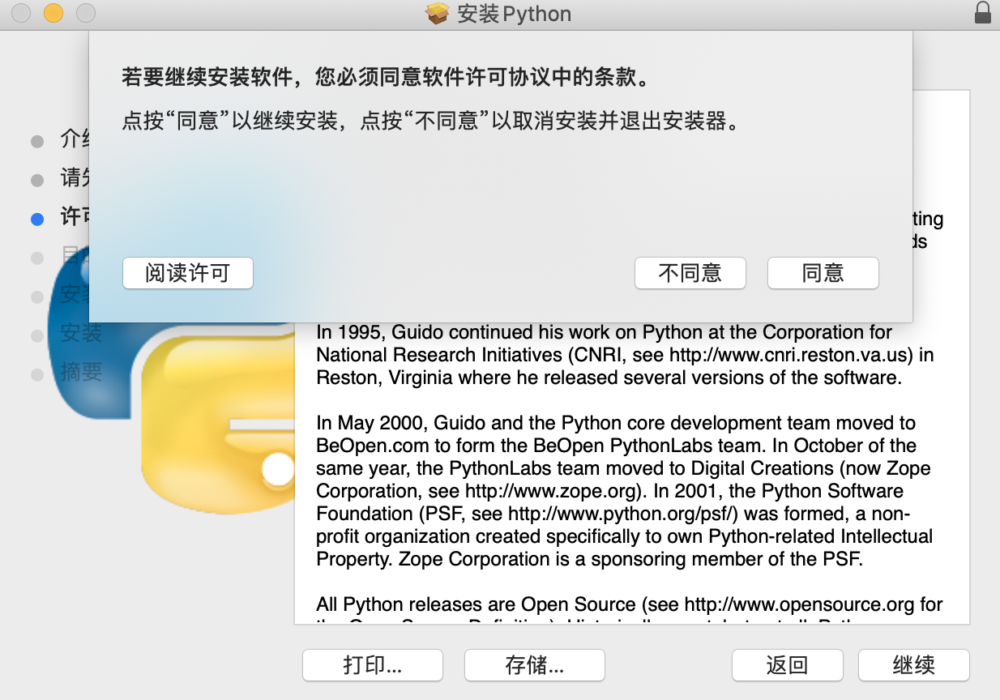 安装Python
若要继续安装软件，您必须同意软件许可协议中的条款。
点按“同意”以继续安装，点按“不同意”以取消安装并退出安装器。
阅读许可
不同意
同意
介
请
许
安装
摘要
ting
ds
In 1995, Guido continued his work on Python at the Corporation for
National Research Initiatives (CNRI, see http://www.cnri.reston.va.us) in
Reston, Virginia where he released several versions of the software.
In May 2000, Guido and the Python core development team moved to
BeOpen.com to form the BeOpen PythonLabs team. In October of the
same year, the PythonLabs team moved to Digital Creations (now Zope
Corporation, see http://www.zope.org). In 2001, the Python Software
Foundation (PSF, see http://www.python.org/psf/) was formed, a non-
profit organization created specifically to own Python-related Intellectual
Property. Zope Corporation is a sponsoring member of the PSF.
All Python releases are Open Source (see http://www.opensource.org for
打印...
存储...
返回
继续